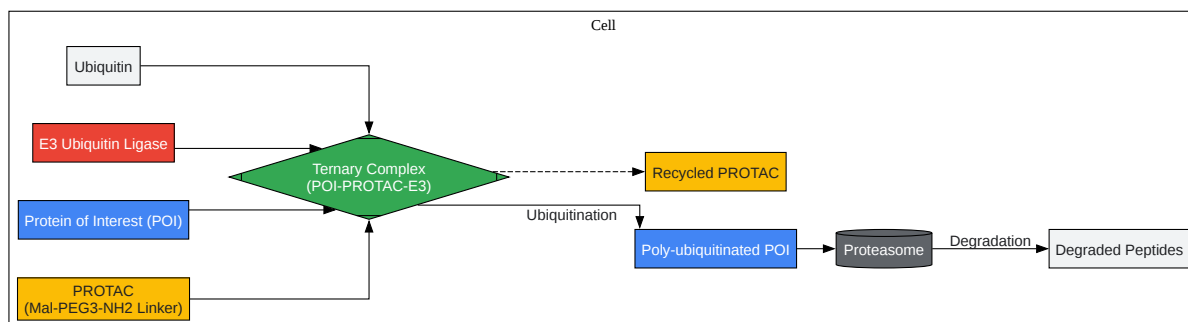 Cell
Ubiquitin
E3 Ubiquitin Ligase
Ternary Complex
(POI-PROTAC-E3)
Recycled PROTAC
Protein of Interest (POI)
Ubiquitination
Poly-ubiquitinated POI
Proteasome
Degradation
Degraded Peptides
PROTAC
(Mal-PEG3-NH2 Linker)